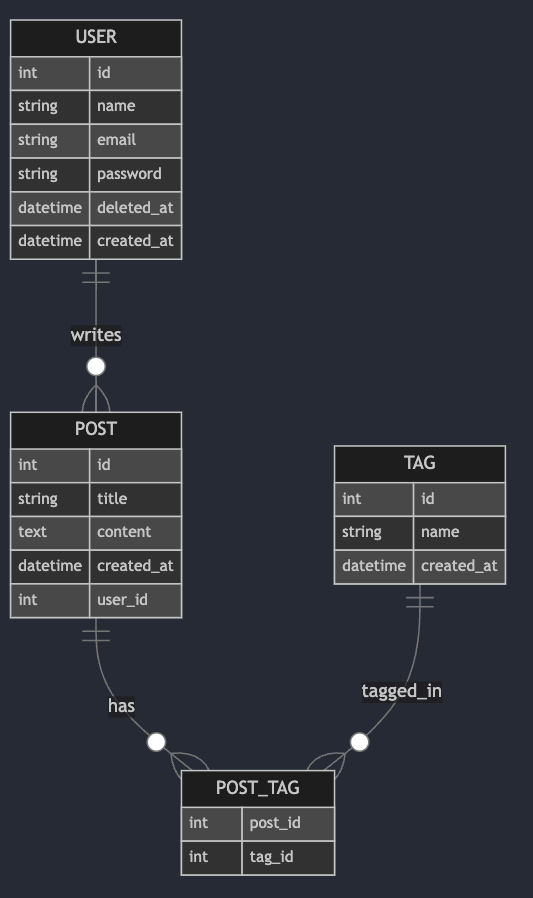 USER
int id
string name
string email
string password
datetime deleted_at
datetime created_at
writes
POST
int id
string title
text content
datetime created_at
int user_id
TAG
int id
string name
datetime created_at
has
tagged_in
POST_TAG
int post_id
int tag_id